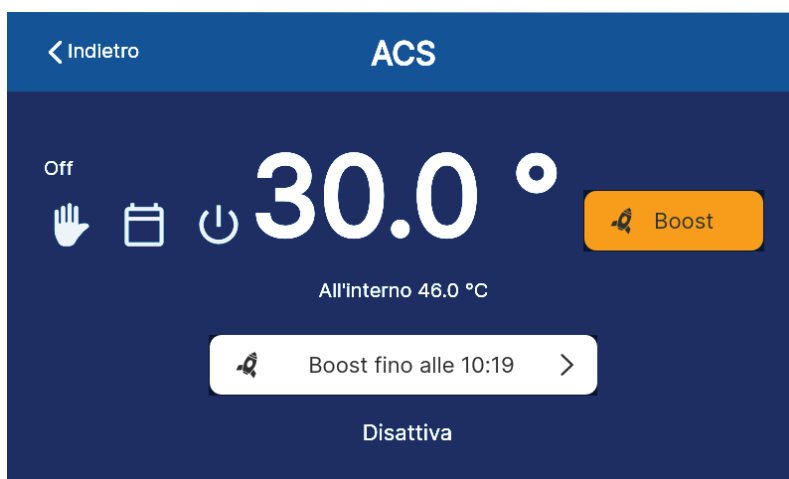 Indietro
ACS
Off
30.0 °
Boost
All'interno 46.0 °C
Boost fino alle 10:19
Disattiva